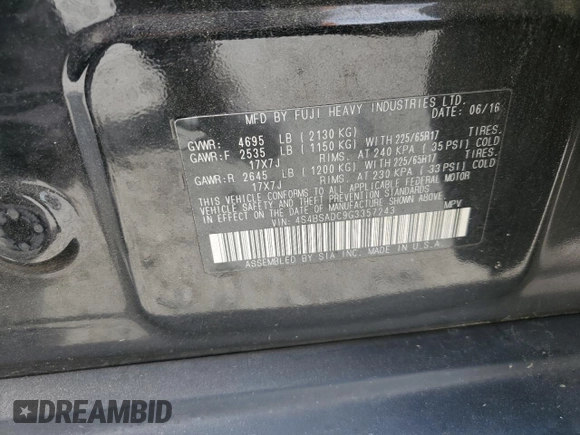 MFD BY FUJI HEAVY INDUSTRIES LTD.
DATE: 06/16
GVWR: 4695 LB ( 2130 KG)
GAWR:F 2535 LB ( 1150 KG) WITH 225/65R17 TIRES.
17X7J RIMS. AT 240 KPA ( 35 PSI) COLD
GAWR:R 2645 LB ( 1200 KG) WITH 225/65R17 TIRES.
17X7J RIMS. AT 230 KPA ( 33 PSI) COLD
THIS VEHICLE CONFORMS TO ALL APPLICABLE FEDERAL MOTOR
VEHICLE SAFETY AND BUMPER STANDARDS
IN EFFECT ON THE DATE OF MANUFACTURE SHOWN ABOVE.
VIN: 4S4BSADC9G3357243 MPV
ASSEMBLED BY SIA INC. MADE IN U.S.A.
DREAMBID